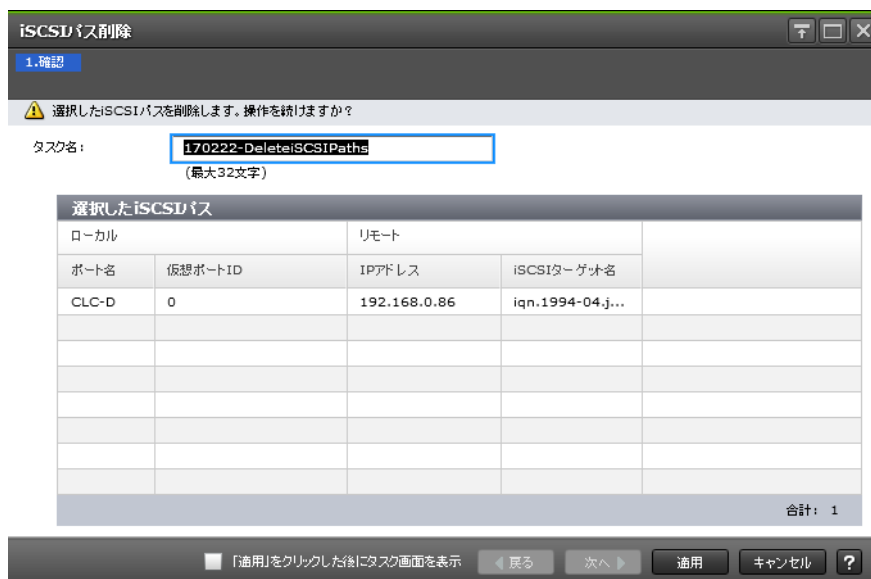 iSCSIパス削除
1.確認
選択したiSCSIパスを削除します。操作を続けますか?
タスク名: 170222-DeleteiSCSIPaths
(最大32文字)
選択したiSCSIパス
ローカル リモート
ポート名 仮想ポートID IPアドレス iSCSIターゲット名
CLC-D 0 192.168.0.86 iqn.1994-04.j...
合計: 1
「適用」をクリックした後にタスク画面を表示 戻る 次へ 適用 キャンセル ?